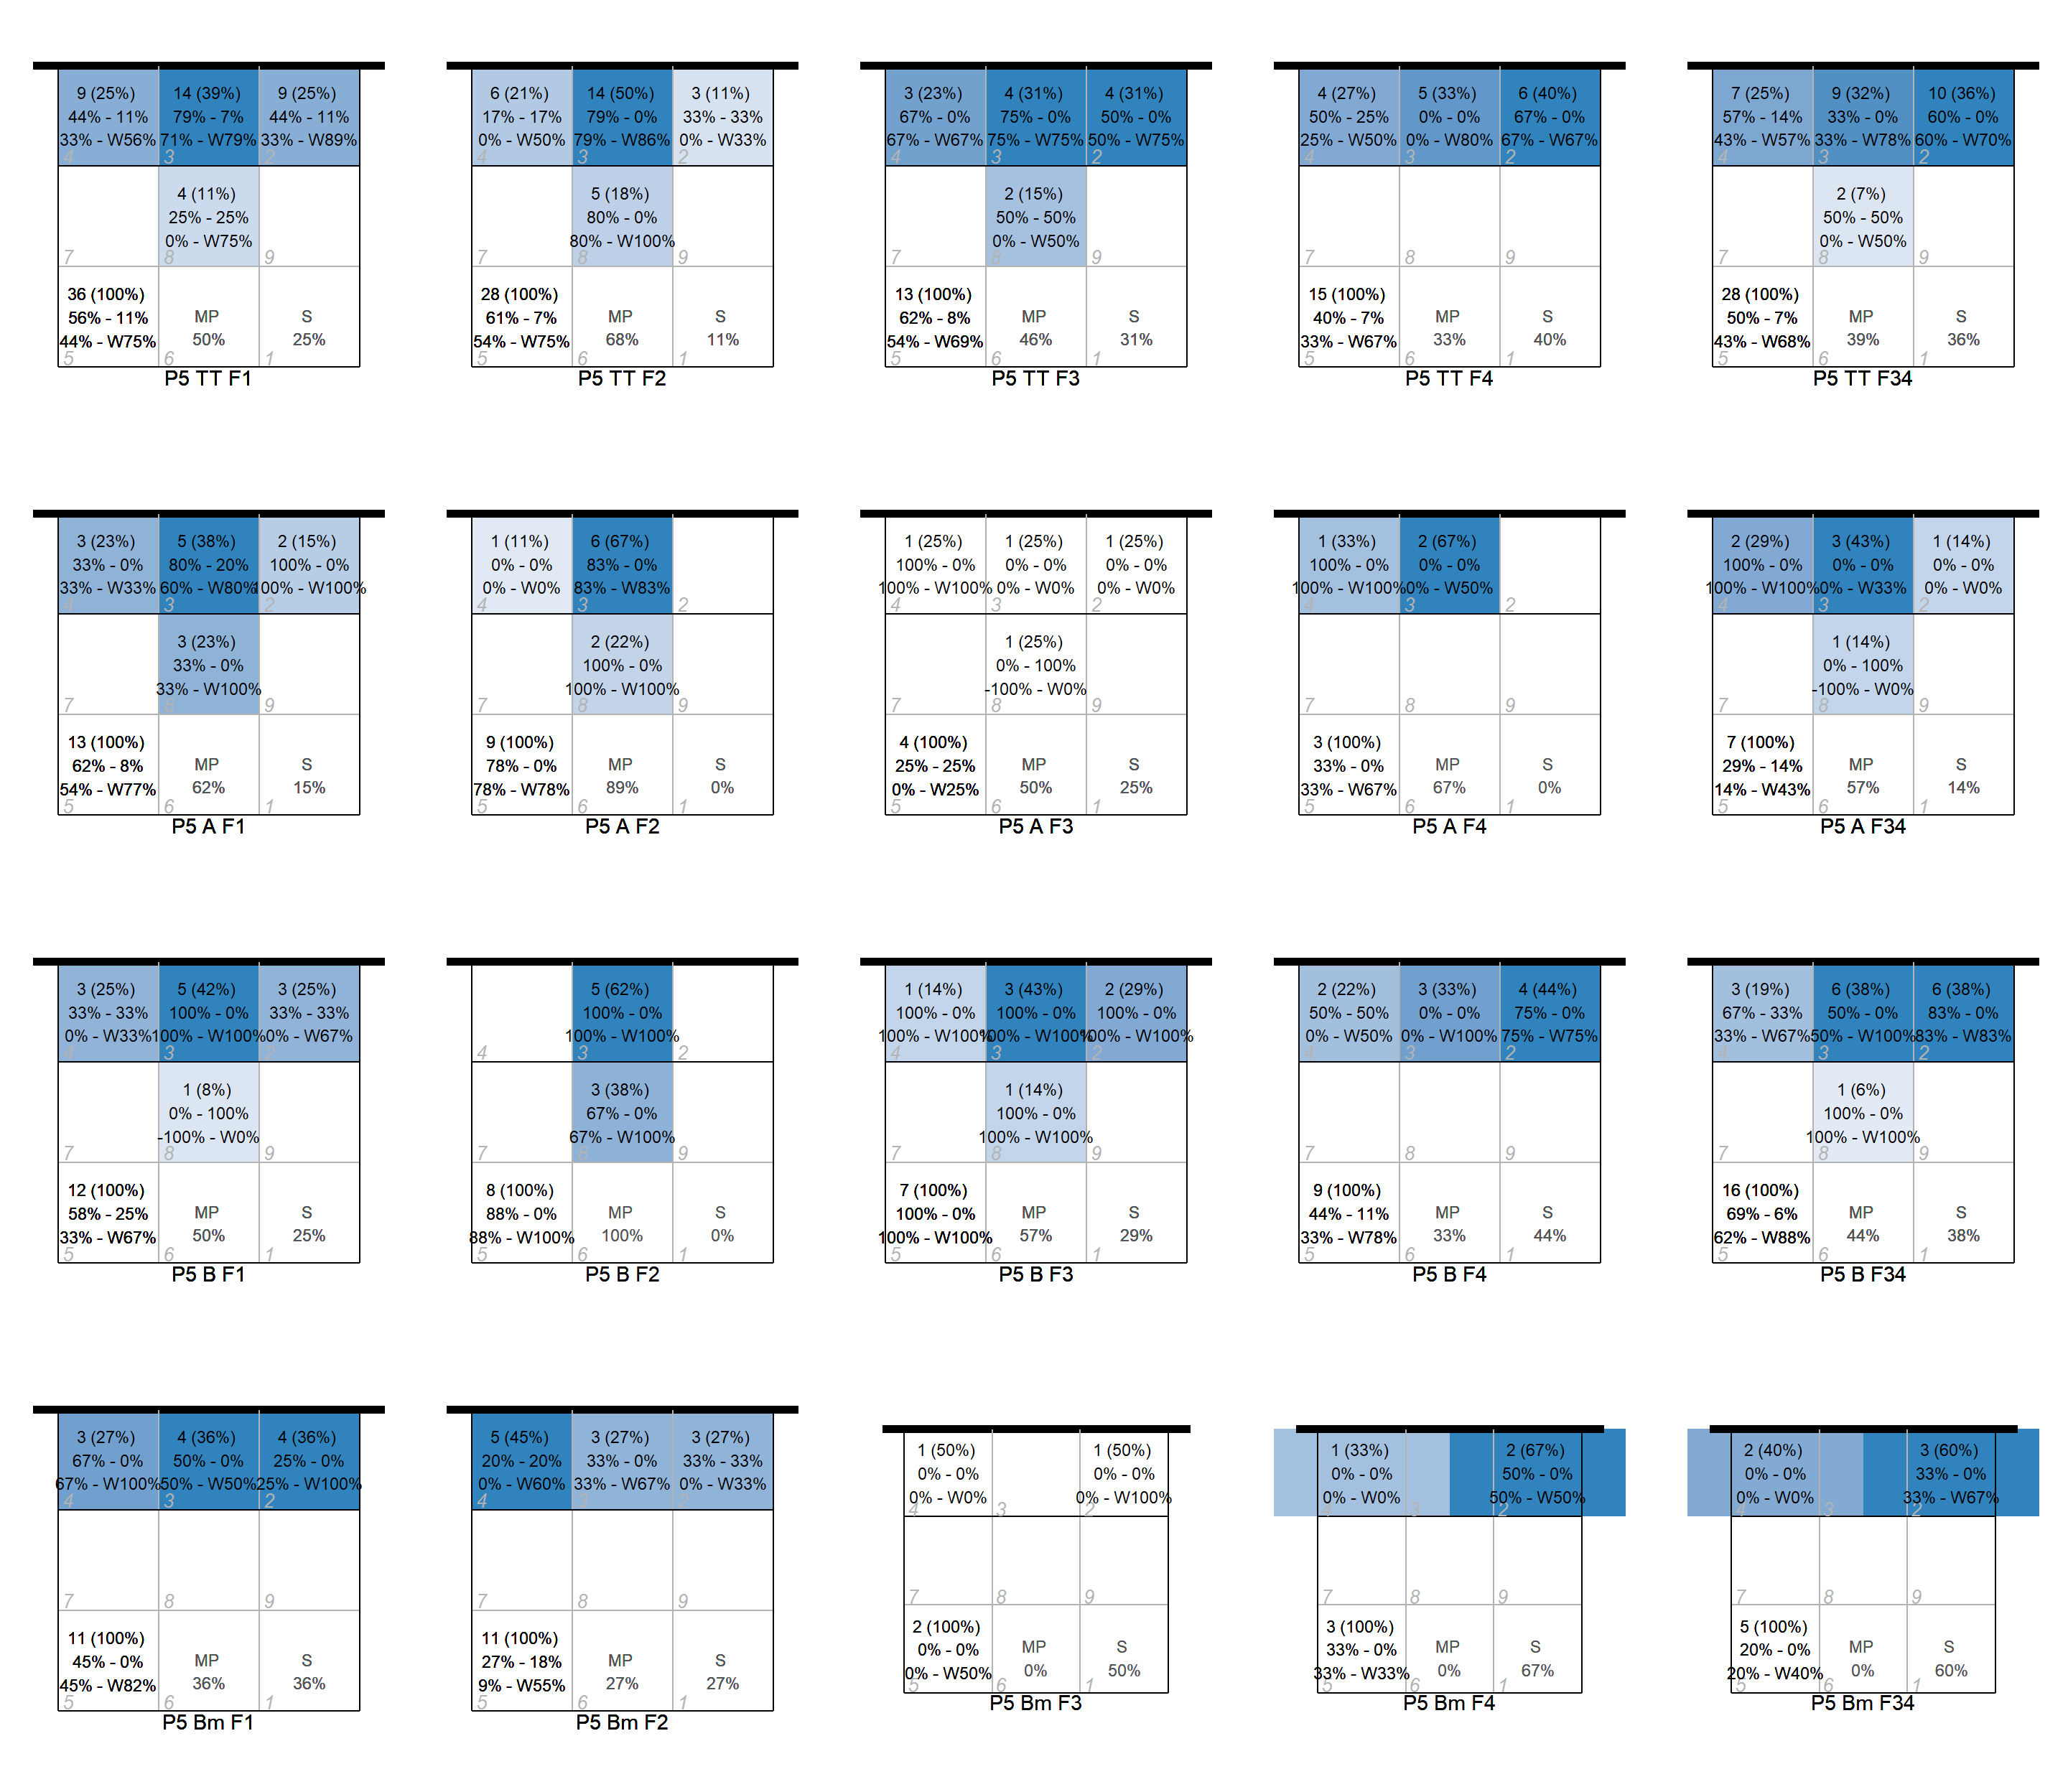 9 (25%) 14 (39%) 9 (25%)
44% - 11% 79% - 7% 44% - 11%
33% - W56% 71% - W79% 33% - W89%
4 3 2
4 (11%)
25% - 25%
0% - W75%
7 8 9
36 (100%)
56% - 11% MP S
44% - W75% 50% 25%
5 6 1
P5 TT F1
6 (21%) 14 (50%) 3 (11%)
17% - 17% 79% - 0% 33% - 33%
0% - W50% 79% - W86% 0% - W33%
4 3 2
5 (18%)
80% - 0%
80% - W100%
7 8 9
28 (100%)
61% - 7% MP S
54% - W75% 68% 11%
5 6 1
P5 TT F2
3 (23%) 4 (31%) 4 (31%)
67% - 0% 75% - 0% 50% - 0%
67% - W67% 75% - W75% 50% - W75%
4 3 2
2 (15%)
50% - 50%
0% - W50%
7 8 9
13 (100%)
62% - 8% MP S
54% - W69% 46% 31%
5 6 1
P5 TT F3
4 (27%) 5 (33%) 6 (40%)
50% - 25% 0% - 0% 67% - 0%
25% - W50% 0% - W80% 67% - W67%
4 3 2
7 8 9
15 (100%)
40% - 7% MP S
33% - W67% 33% 40%
5 6 1
P5 TT F4
7 (25%) 9 (32%) 10 (36%)
57% - 14% 33% - 0% 60% - 0%
43% - W57% 33% - W78% 60% - W70%
4 3 2
2 (7%)
50% - 50%
0% - W50%
7 8 9
28 (100%)
50% - 7% MP S
43% - W68% 39% 36%
5 6 1
P5 TT F34
3 (23%) 5 (38%) 2 (15%)
33% - 0% 80% - 20% 100% - 0%
33% - W33% 60% - W80% 100% - W100%
4 3 2
3 (23%)
33% - 0%
33% - W100%
7 8 9
13 (100%)
62% - 8% MP S
54% - W77% 62% 15%
5 6 1
P5 A F1
1 (11%) 6 (67%)
0% - 0% 83% - 0%
0% - W0% 83% - W83%
4 3 2
2 (22%)
100% - 0%
100% - W100%
7 8 9
9 (100%)
78% - 0% MP S
78% - W78% 89% 0%
5 6 1
P5 A F2
1 (25%) 1 (25%) 1 (25%)
100% - 0% 0% - 0% 0% - 0%
100% - W100% 0% - W0% 0% - W0%
4 3 2
1 (25%)
0% - 100%
-100% - W0%
7 8 9
4 (100%)
25% - 25% MP S
0% - W25% 50% 25%
5 6 1
P5 A F3
1 (33%) 2 (67%)
100% - 0% 0% - 0%
100% - W100% 0% - W50%
4 3 2
7 8 9
3 (100%)
33% - 0% MP S
33% - W67% 67% 0%
5 6 1
P5 A F4
2 (29%) 3 (43%) 1 (14%)
100% - 0% 0% - 0% 0% - 0%
100% - W100% 0% - W33% 0% - W0%
4 3 2
1 (14%)
0% - 100%
-100% - W0%
7 8 9
7 (100%)
29% - 14% MP S
14% - W43% 57% 14%
5 6 1
P5 A F34
3 (25%) 5 (42%) 3 (25%)
33% - 33% 100% - 0% 33% - 33%
0% - W33% 100% - W100% 0% - W67%
4 3 2
1 (8%)
0% - 100%
-100% - W0%
7 8 9
12 (100%)
58% - 25% MP S
33% - W67% 50% 25%
5 6 1
P5 B F1
5 (62%)
100% - 0%
100% - W100%
4 3 2
3 (38%)
67% - 0%
67% - W100%
7 8 9
8 (100%)
88% - 0% MP S
88% - W100% 100% 0%
5 6 1
P5 B F2
1 (14%) 3 (43%) 2 (29%)
100% - 0% 100% - 0% 100% - 0%
100% - W100% 100% - W100% 100% - W100%
4 3 2
1 (14%)
100% - 0%
100% - W100%
7 8 9
7 (100%)
100% - 0% MP S
100% - W100% 57% 29%
5 6 1
P5 B F3
2 (22%) 3 (33%) 4 (44%)
50% - 50% 0% - 0% 75% - 0%
0% - W50% 0% - W100% 75% - W75%
4 3 2
7 8 9
9 (100%)
44% - 11% MP S
33% - W78% 33% 44%
5 6 1
P5 B F4
3 (19%) 6 (38%) 6 (38%)
67% - 33% 50% - 0% 83% - 0%
33% - W67% 50% - W100% 83% - W83%
4 3 2
1 (6%)
100% - 0%
100% - W100%
7 8 9
16 (100%)
69% - 6% MP S
62% - W88% 44% 38%
5 6 1
P5 B F34
3 (27%) 4 (36%) 4 (36%)
67% - 0% 50% - 0% 25% - 0%
67% - W100% 50% - W50% 25% - W100%
4 3 2
7 8 9
11 (100%)
45% - 0% MP S
45% - W82% 36% 36%
5 6 1
P5 Bm F1
5 (45%) 3 (27%) 3 (27%)
20% - 20% 33% - 0% 33% - 33%
0% - W60% 33% - W67% 0% - W33%
4 3 2
7 8 9
11 (100%)
27% - 18% MP S
9% - W55% 27% 27%
5 6 1
P5 Bm F2
1 (50%) 1 (50%)
0% - 0% 0% - 0%
0% - W0% 0% - W100%
4 3 2
7 8 9
2 (100%)
0% - 0% MP S
0% - W50% 0% 50%
5 6 1
P5 Bm F3
1 (33%) 2 (67%)
0% - 0% 50% - 0%
0% - W0% 50% - W50%
4 3 2
7 8 9
3 (100%)
33% - 0% MP S
33% - W33% 0% 67%
5 6 1
P5 Bm F4
2 (40%) 3 (60%)
0% - 0% 33% - 0%
0% - W0% 33% - W67%
4 3 2
7 8 9
5 (100%)
20% - 0% MP S
20% - W40% 0% 60%
5 6 1
P5 Bm F34